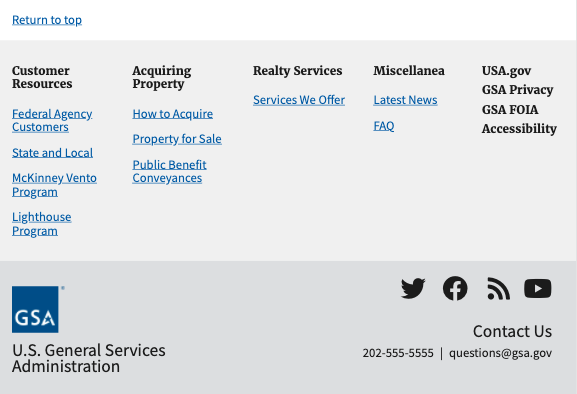 Return to top
Customer
Resources
Federal Agency
Customers
State and Local
McKinney Vento
Program
Lighthouse
Program
Acquiring
Property
How to Acquire
Property for Sale
Public Benefit
Conveyances
Realty Services
Services We Offer
Miscellanea
Latest News
FAQ
USA.gov
GSA Privacy
GSA FOIA
Accessibility
GSA
®
U.S. General Services
Administration
Contact Us
202-555-5555 | questions@gsa.gov